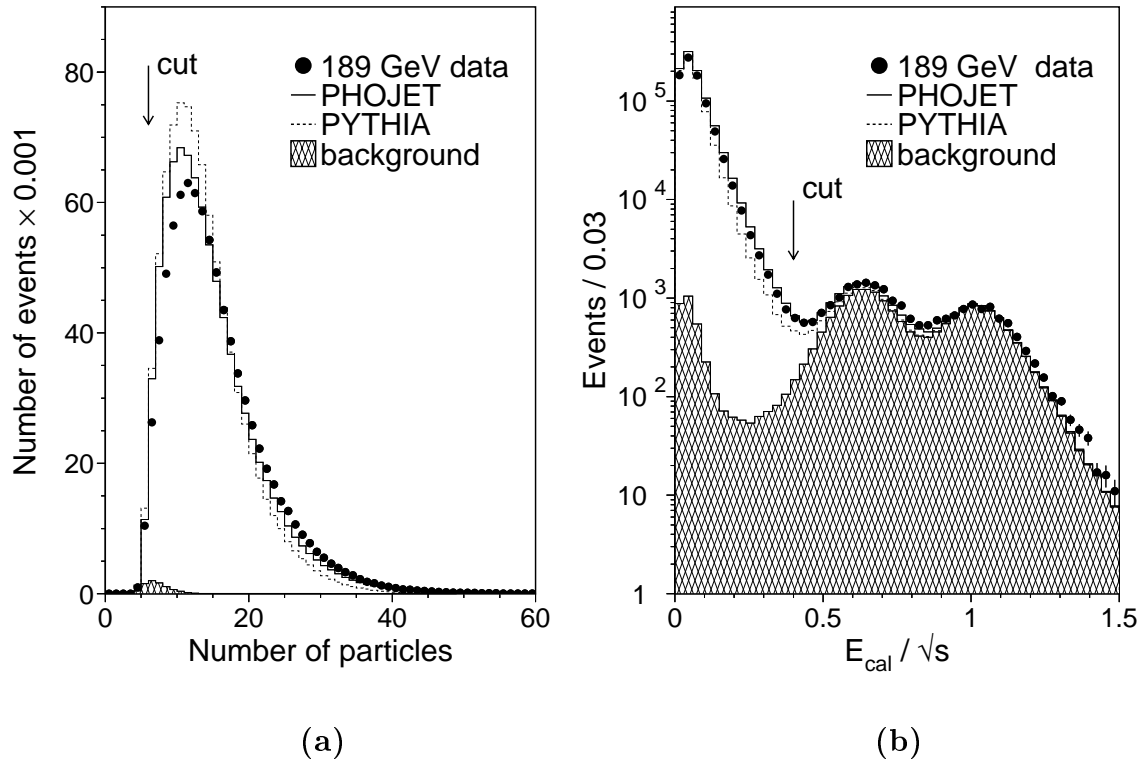 80
60
40
20
0
Number of events × 0.001
cut
189 GeV data
PHOJET
PYTHIA
background
0 20 40 60
Number of particles
(a)
10^5
10^4
10^3
10^2
10
1
Events / 0.03
cut
189 GeV data
PHOJET
PYTHIA
background
0 0.5 1 1.5
E_cal / √s
(b)